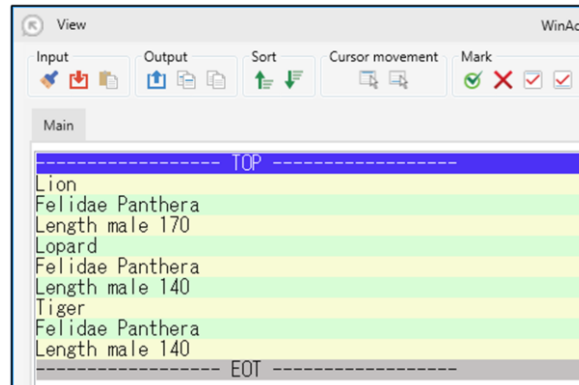 View WinAc
Input Output Sort Cursor movement Mark
Main
------------------ TOP ------------------
Lion
Felidae Panthera
Length male 170
Lopard
Felidae Panthera
Length male 140
Tiger
Felidae Panthera
Length male 140
------------------ EOT ------------------